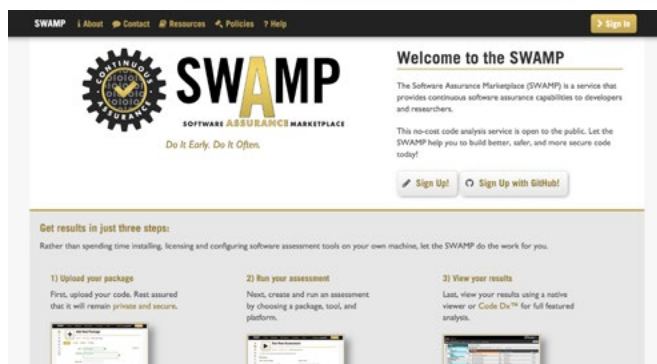 SWAMP i About Contact Resources Policies ? Help
> Sign In
CONTINUOUS
ASSURANCE
SWAMP
SOFTWARE ASSURANCE MARKETPLACE
Do It Early. Do It Often.
Welcome to the SWAMP
The Software Assurance Marketplace (SWAMP) is a service that
provides continuous software assurance capabilities to developers
and researchers.
This no-cost code analysis service is open to the public. Let the
SWAMP help you to build better, safer, and more secure code
today!
Sign Up!
Sign Up with GitHub!
Get results in just three steps:
Rather than spending time installing, licensing and configuring software assessment tools on your own machine, let the SWAMP do the work for you.
1) Upload your package
First, upload your code. Rest assured
that it will remain private and secure.
2) Run your assessment
Next, create and run an assessment
by choosing a package, tool, and
platform.
3) View your results
Last, view your results using a native
viewer or Code Dx™ for full featured
analysis.